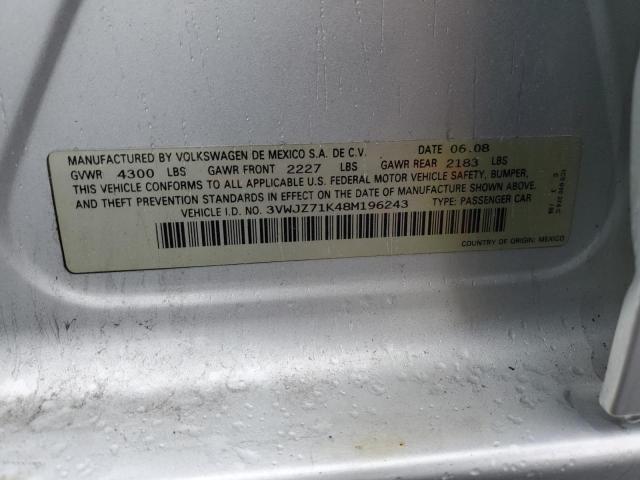 MANUFACTURED BY VOLKSWAGEN DE MEXICO S.A. DE C.V. DATE 06.08
GVWR 4300 LBS GAWR FRONT 2227 LBS GAWR REAR 2183 LBS
THIS VEHICLE CONFORMS TO ALL APPLICABLE U.S. FEDERAL MOTOR VEHICLE SAFETY, BUMPER,
AND THEFT PREVENTION STANDARDS IN EFFECT ON THE DATE OF MANUFACTURE SHOWN ABOVE.
VEHICLE I.D. NO. 3VWJZ71K48M196243 TYPE: PASSENGER CAR
COUNTRY OF ORIGIN: MEXICO